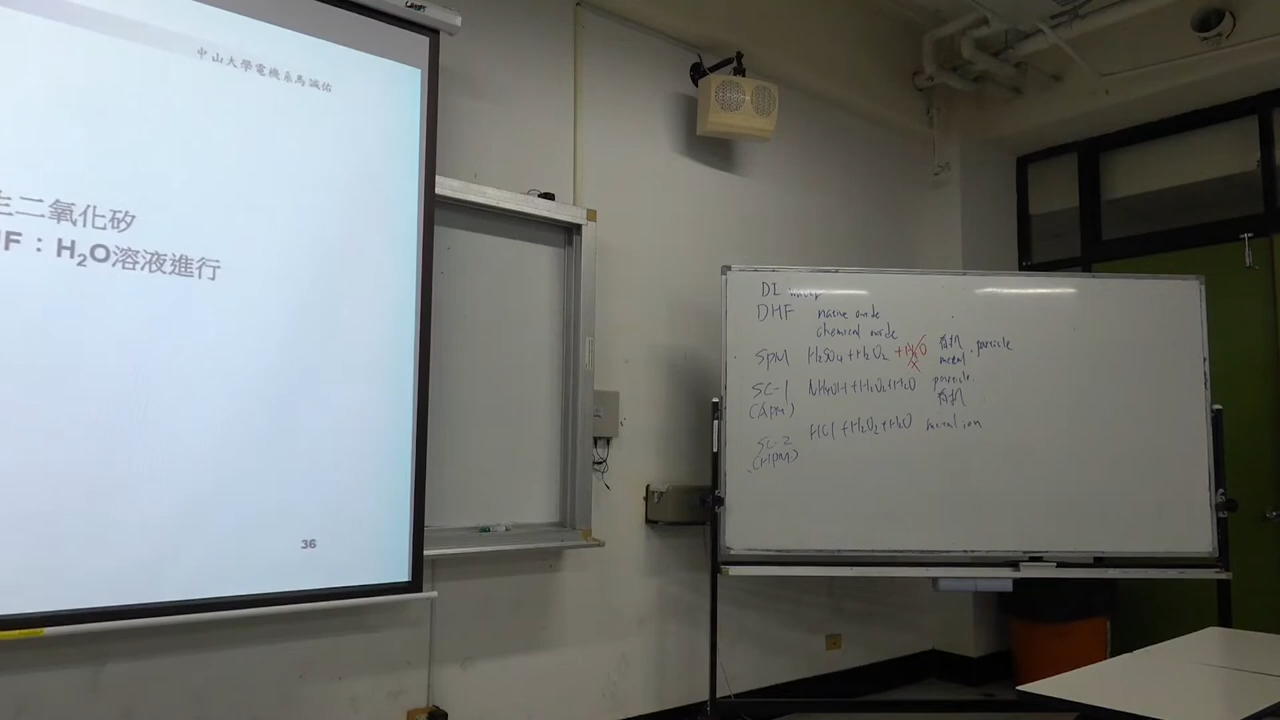 中山大學電機系馬誠佑
生二氧化矽
F：H₂O溶液進行
36
DI water
DHF native oxide
chemical oxide
SPM H₂SO₄+H₂O₂ +H₂O 有机 particle
metal
SC-1 NH₄OH+H₂O₂+H₂O particle
(APM) 有机
SC-2 HCl+H₂O₂+H₂O metal ion
(HPM)